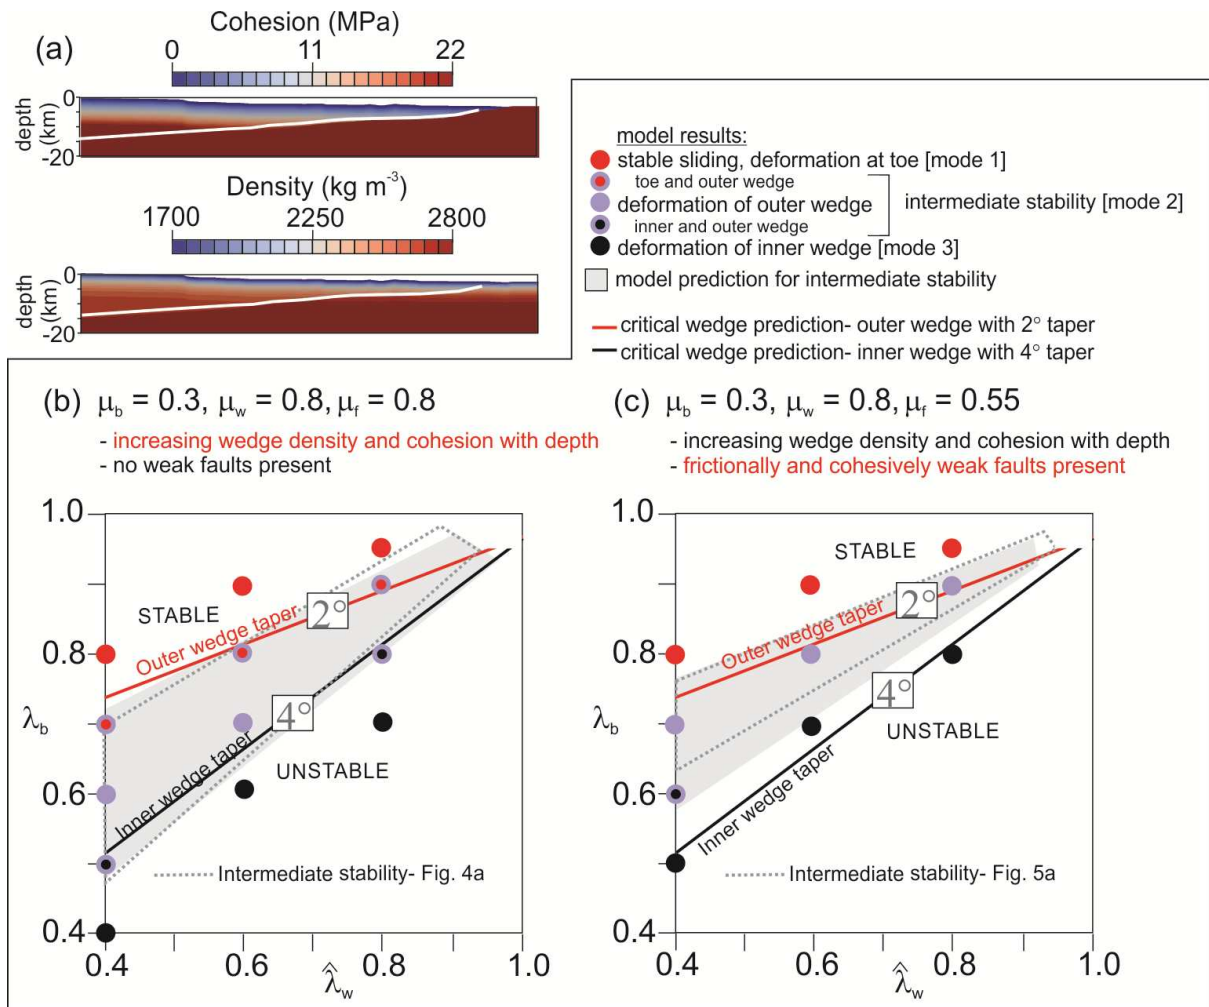 (a)
Cohesion (MPa)
0 11 22
depth (km)
0
-20
Density (kg m⁻³)
1700 2250 2800
depth (km)
0
-20
model results:
stable sliding, deformation at toe [mode 1]
toe and outer wedge
deformation of outer wedge
intermediate stability [mode 2]
inner and outer wedge
deformation of inner wedge [mode 3]
model prediction for intermediate stability
critical wedge prediction- outer wedge with 2° taper
critical wedge prediction- inner wedge with 4° taper
(b) μb = 0.3, μw = 0.8, μf = 0.8
- increasing wedge density and cohesion with depth
- no weak faults present
1.0
STABLE
2°
Outer wedge taper
0.8
λb
4°
Inner wedge taper
UNSTABLE
0.6
Intermediate stability- Fig. 4a
0.4
0.4 0.6 0.8 1.0
λ̂w
(c) μb = 0.3, μw = 0.8, μf = 0.55
- increasing wedge density and cohesion with depth
- frictionally and cohesively weak faults present
1.0
STABLE
2°
Outer wedge taper
0.8
λb
4°
UNSTABLE
Inner wedge taper
0.6
Intermediate stability- Fig. 5a
0.4
0.4 0.6 0.8 1.0
λ̂w